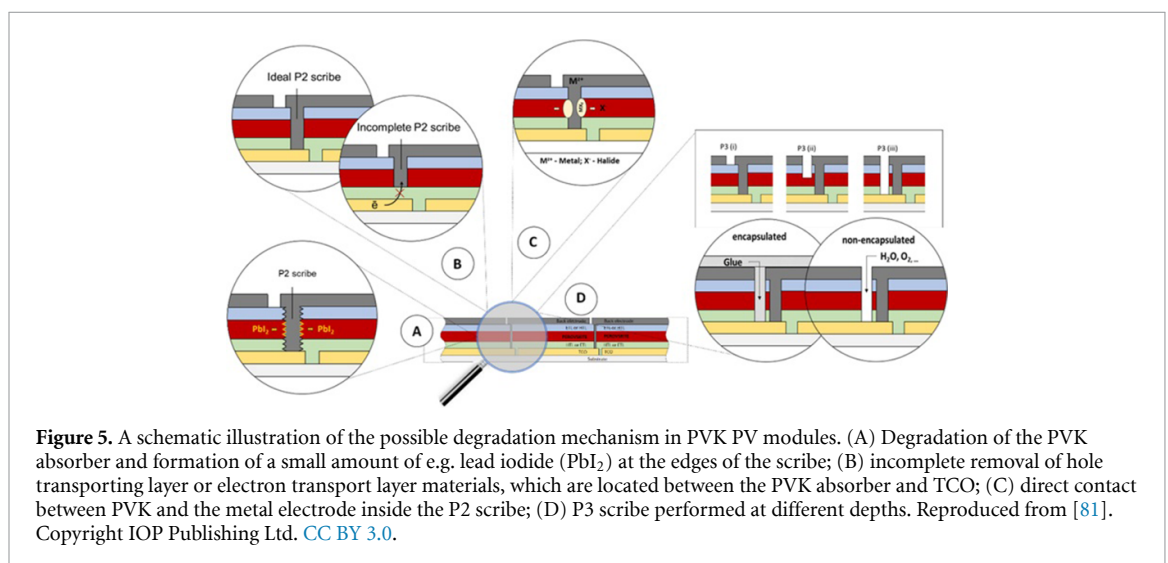 Ideal P2 scribe
Incomplete P2 scribe
ē
M⁺ⁿ
X⁻
M⁺ⁿ - Metal; X⁻ - Halide
P3 (i) P3 (ii) P3 (iii)
encapsulated
non-encapsulated
Glue
H₂O, O₂, ...
C
B
D
A
P2 scribe
PbI₂ PbI₂
Back electrode Back electrode
TCO TCO
Substrate
Figure 5. A schematic illustration of the possible degradation mechanism in PVK PV modules. (A) Degradation of the PVK
absorber and formation of a small amount of e.g. lead iodide (PbI₂) at the edges of the scribe; (B) incomplete removal of hole
transporting layer or electron transport layer materials, which are located between the PVK absorber and TCO; (C) direct contact
between PVK and the metal electrode inside the P2 scribe; (D) P3 scribe performed at different depths. Reproduced from [81].
Copyright IOP Publishing Ltd. CC BY 3.0.